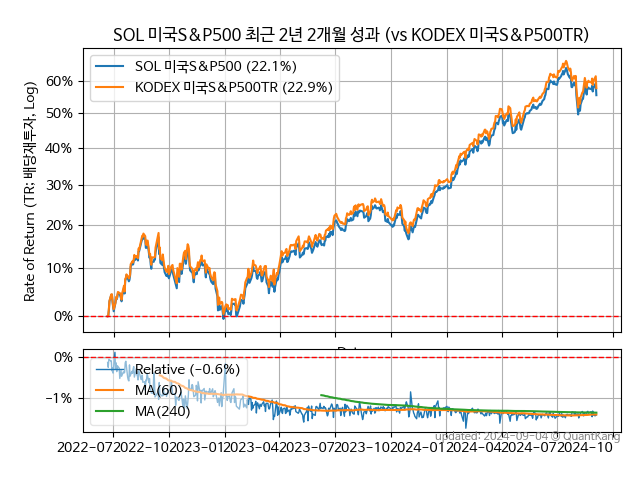 SOL 미국S&P500 최근 2년 2개월 성과 (vs KODEX 미국S&P500TR)
SOL 미국S&P500 (22.1%)
KODEX 미국S&P500TR (22.9%)
Rate of Return (TR: 배당재투자, Log)
60%
50%
40%
30%
20%
10%
0%
0%
-1%
Relative (-0.6%)
MA(60)
MA(240)
updated: 2024-09-04 @ QuantKang
2022-07 2022-10 2023-01 2023-04 2023-07 2023-10 2024-01 2024-04 2024-07 2024-10